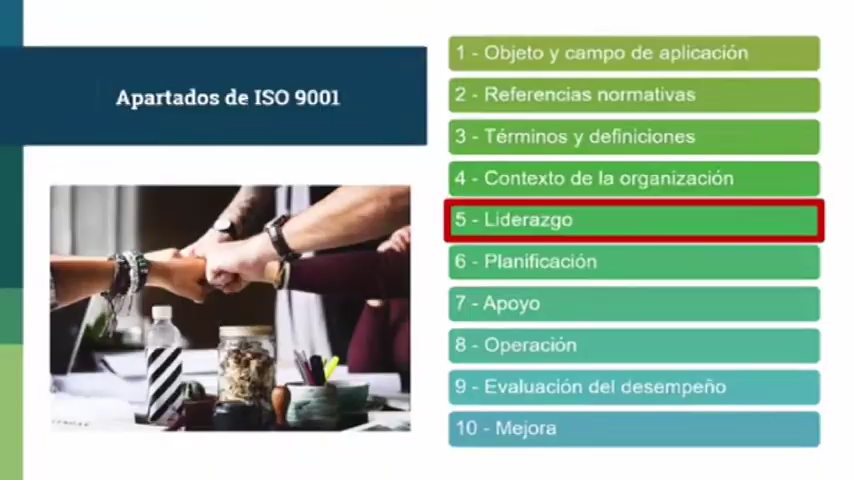 Apartados de ISO 9001
1 - Objeto y campo de aplicación
2 - Referencias normativas
3 - Términos y definiciones
4 - Contexto de la organización
5 - Liderazgo
6 - Planificación
7 - Apoyo
8 - Operación
9 - Evaluación del desempeño
10 - Mejora